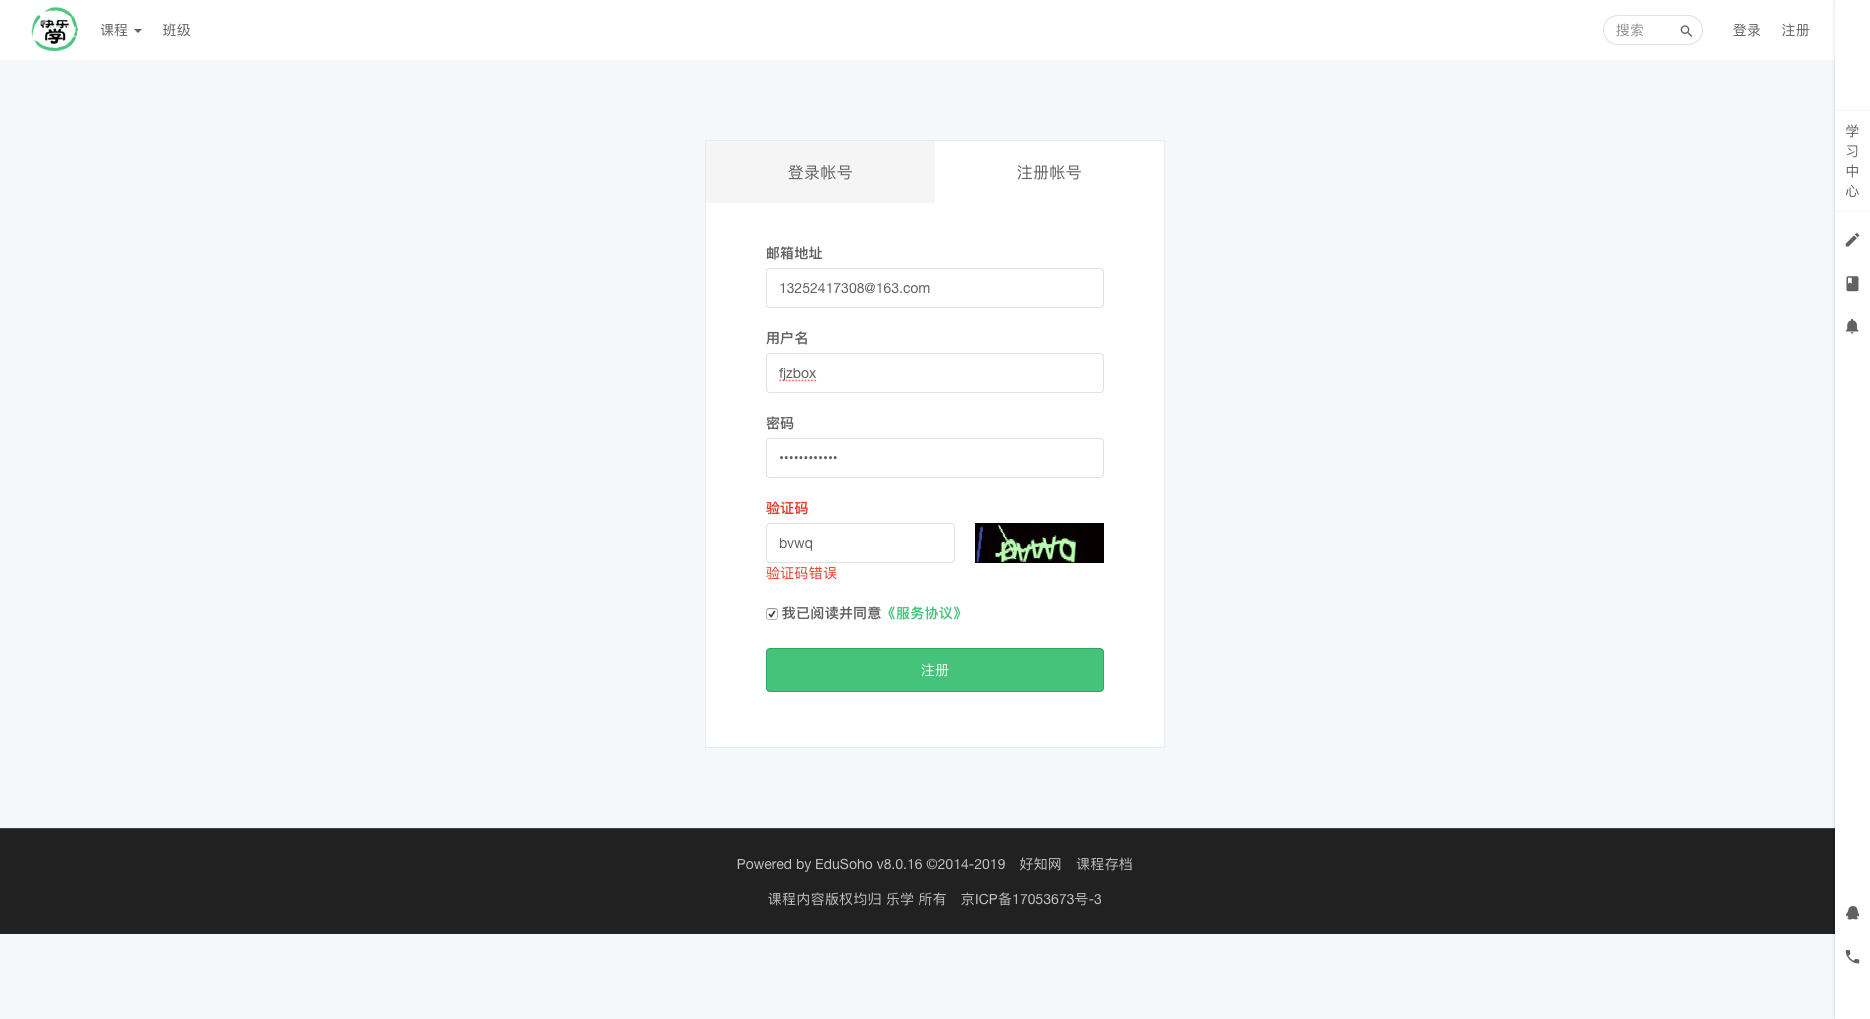 快乐
学
课程
班级
搜索
登录
注册
学
习
中
心
登录帐号
注册帐号
邮箱地址
13252417308@163.com
用户名
fjzbox
密码
••••••••••••
验证码
bvwq
验证码错误
我已阅读并同意《服务协议》
注册
Powered by EduSoho v8.0.16 ©2014-2019 好知网 课程存档
课程内容版权均归 乐学 所有 京ICP备17053673号-3